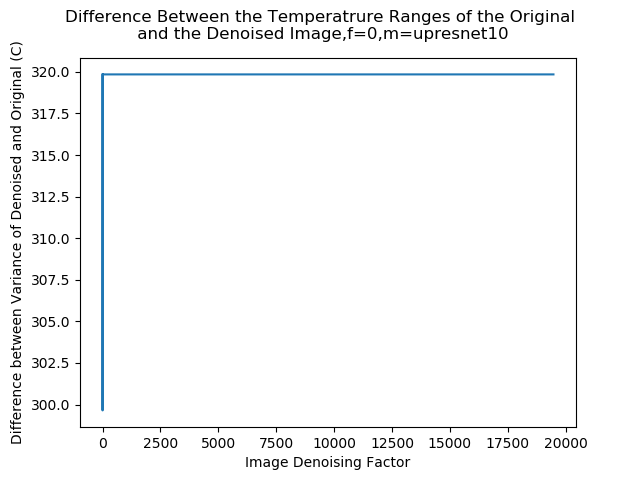 Difference Between the Temperatrure Ranges of the Original
and the Denoised Image,f=0,m=upresnet10
Difference between Variance of Denoised and Original (C)
320.0
317.5
315.0
312.5
310.0
307.5
305.0
302.5
300.0
0 2500 5000 7500 10000 12500 15000 17500 20000
Image Denoising Factor